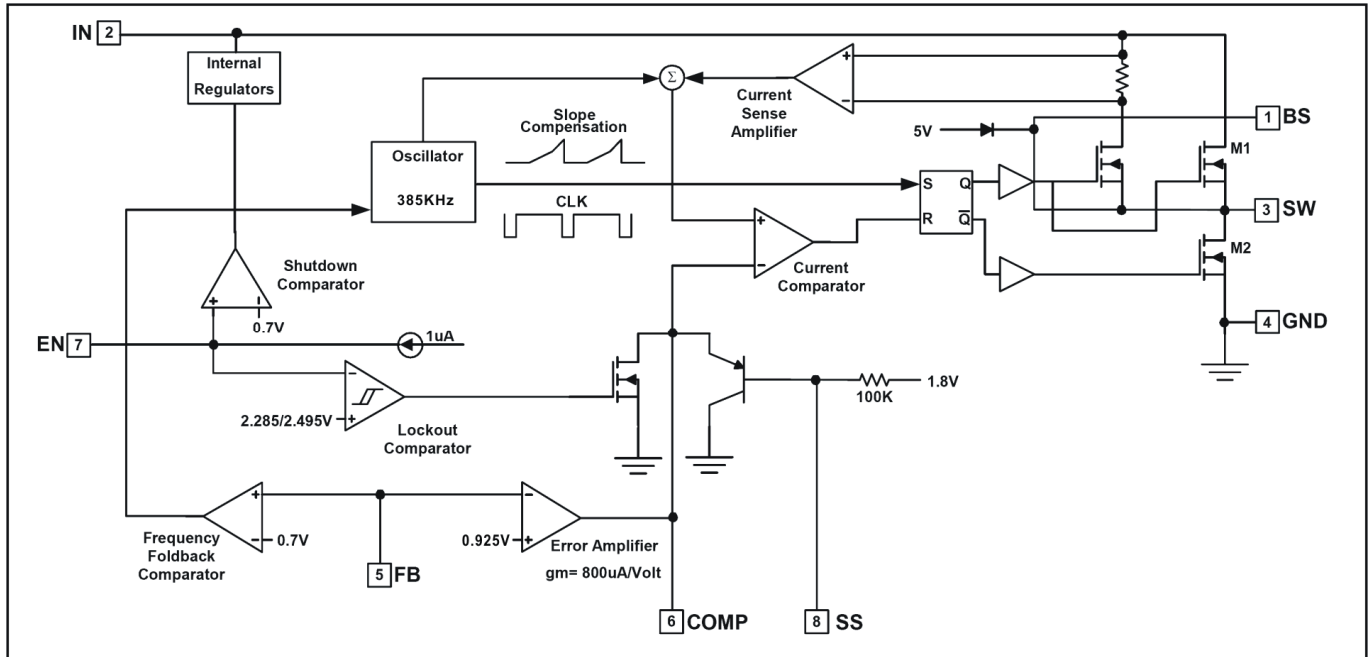 IN 2
Internal
Regulators
Σ
+
−
Current
Sense
Amplifier
Slope
Compensation
5V
1 BS
Oscillator
385KHz
M1
S Q
CLK
R Q̅
3 SW
+
−
Current
Comparator
M2
Shutdown
Comparator
+ −
0.7V
4 GND
EN 7
1uA
−
2.285/2.495V +
Lockout
Comparator
100K
1.8V
+
− 0.7V
Frequency
Foldback
Comparator
−
0.925V +
Error Amplifier
gm= 800uA/Volt
5 FB
6 COMP
8 SS